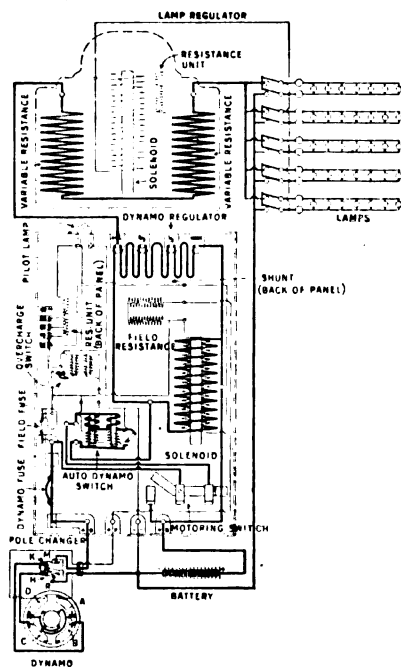 LAMP REGULATOR
RESISTANCE
UNIT
VARIABLE RESISTANCE
SOLENOID
VARIABLE RESISTANCE
LAMPS
DYNAMO REGULATOR
PILOT LAMP
SHUNT
(BACK OF PANEL)
OVERCHARGE
SWITCH
RES. UNIT
(BACK OF PANEL)
FIELD
RESISTANCE
DYNAMO FUSE
FIELD FUSE
SOLENOID
AUTO DYNAMO
SWITCH
MOTORING SWITCH
POLE CHANGER
K
M
H
R
D
A
C
B
BATTERY
DYNAMO